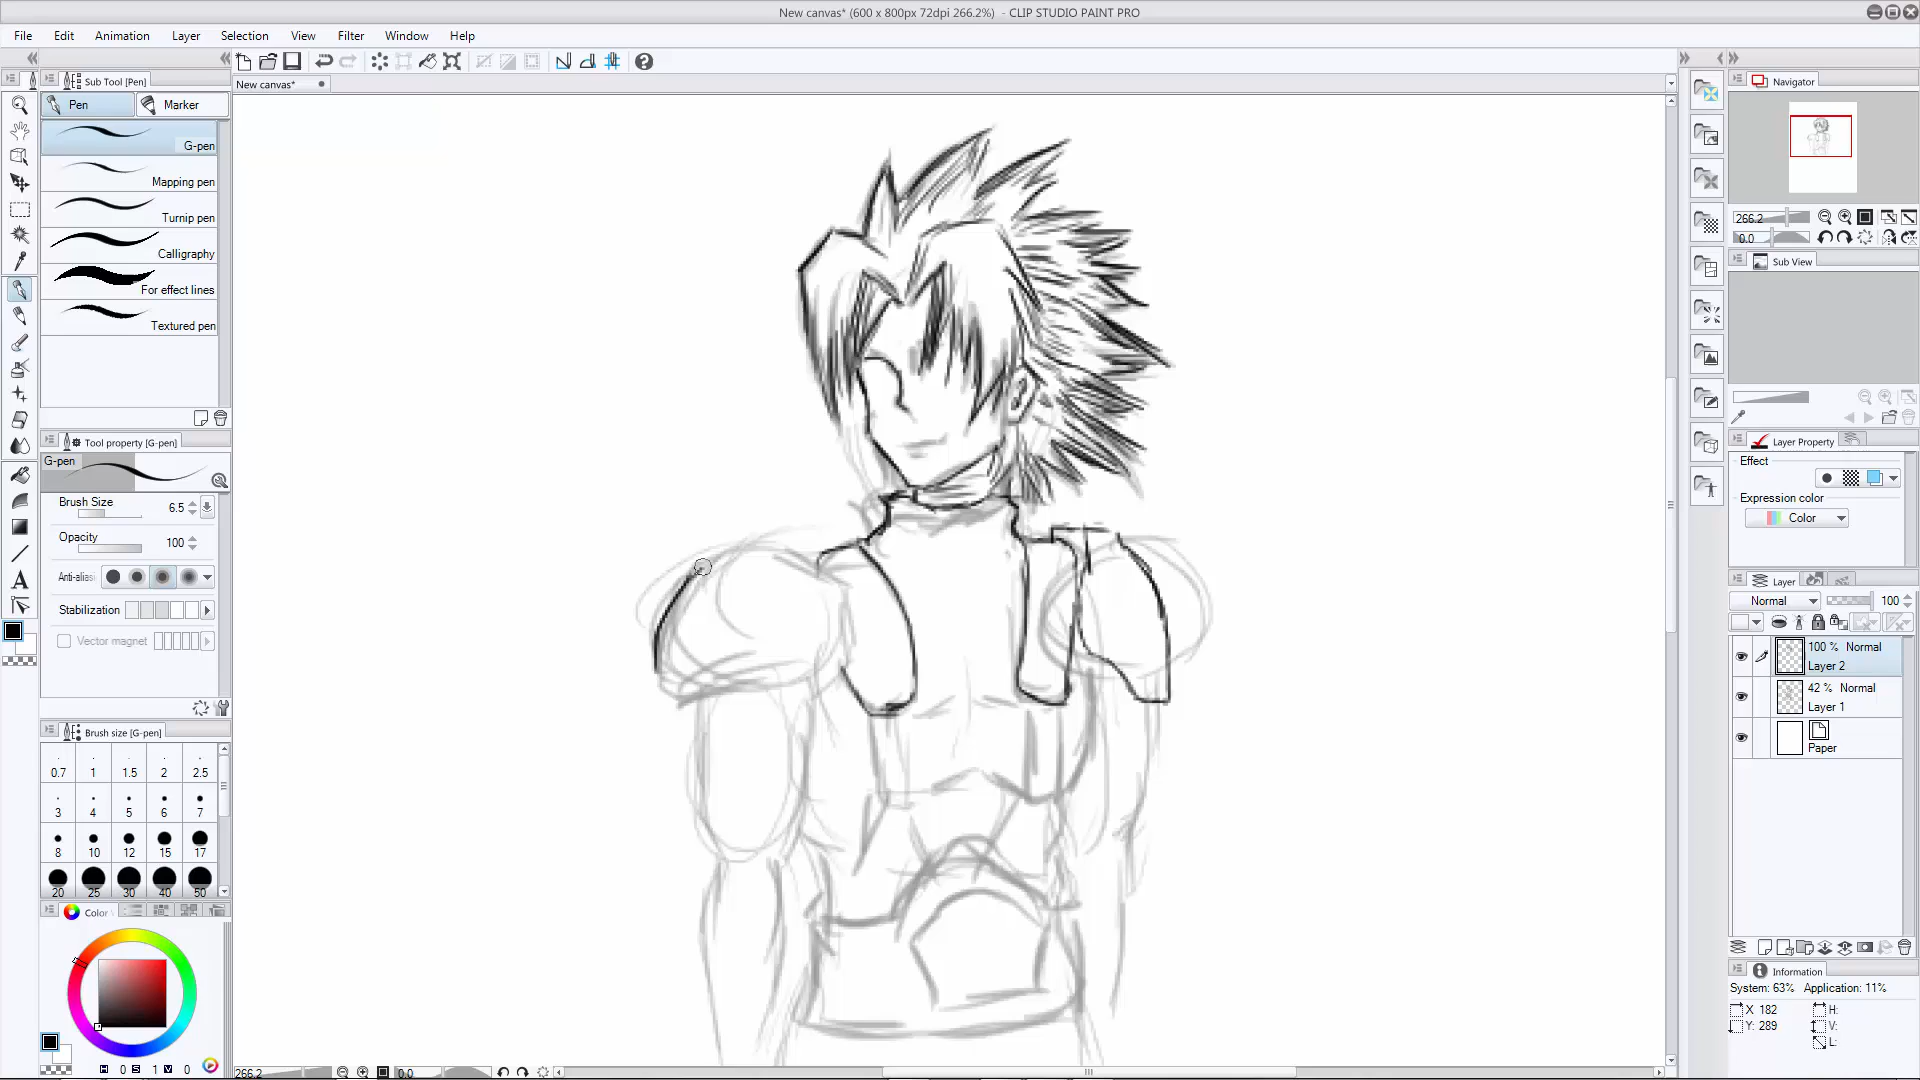 New canvas* (600 x 800px 72dpi 266.2%)  - CLIP STUDIO PAINT PRO
File Edit Animation Layer Selection View Filter Window Help
Sub Tool [Pen]
New canvas*
Navigator
Pen Marker
G-pen
Mapping pen
Turnip pen
Calligraphy
For effect lines
Textured pen
266.2
0.0
Sub View
Tool property [G-pen]
G-pen
Brush Size 6.5
Opacity 100
Anti-alias
Stabilization
Vector magnet
Layer Property
Effect
Expression color
Color
Layer
Normal 100
100 % Normal
Layer 2
42 % Normal
Layer 1
Paper
Brush size [G-pen]
0.7 1 1.5 2 2.5
3 4 5 6 7
8 10 12 15 17
20 25 30 40 50
Color
H 0 S 1 V 0
266.2 0.0
Information
System: 63% Application: 11%
X 182 H:
Y: 289 V:
L: